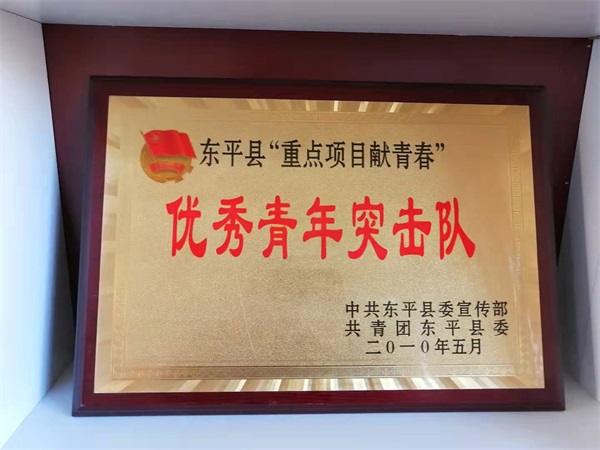 东平县“重点项目献青春”
优秀青年突击队
中共东平县委宣传部
共青团东平县委
二〇一〇年五月